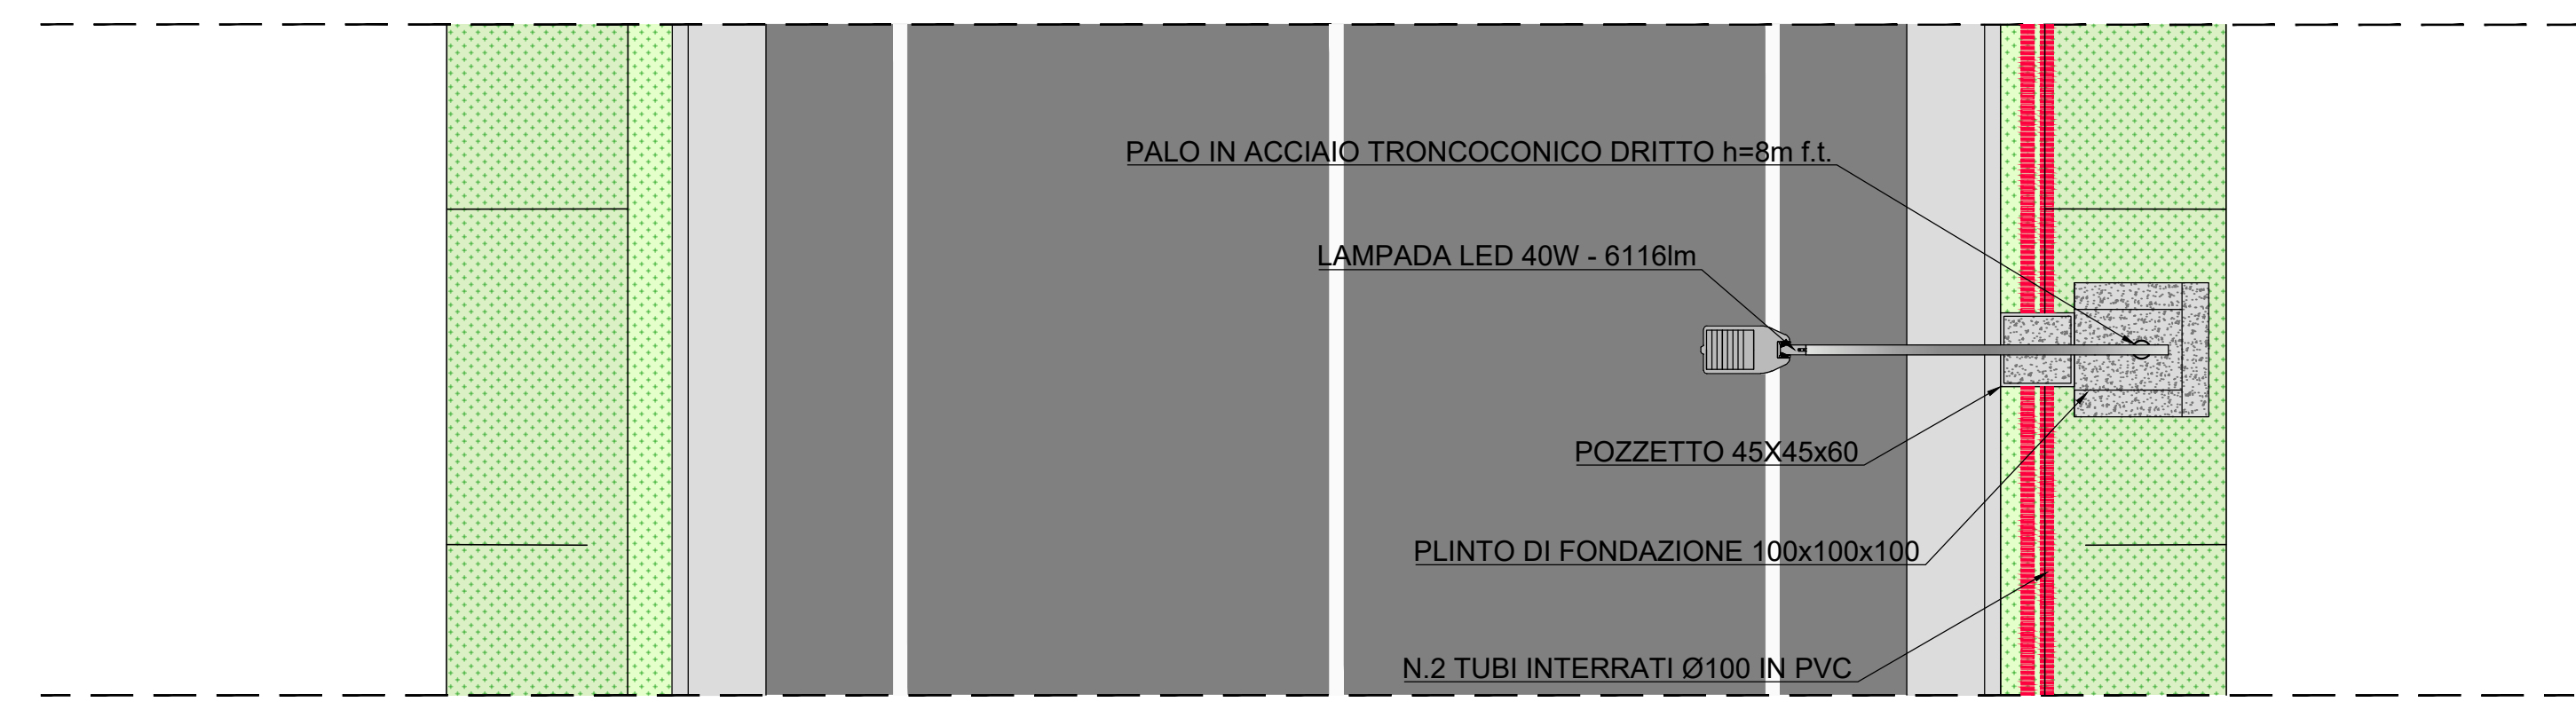 PALO IN ACCIAIO TRONCOCONICO DRITTO h=8m f.t.
LAMPADA LED 40W - 6116lm
POZZETTO 45X45x60
PLINTO DI FONDAZIONE 100x100x100
N.2 TUBI INTERRATI Ø100 IN PVC